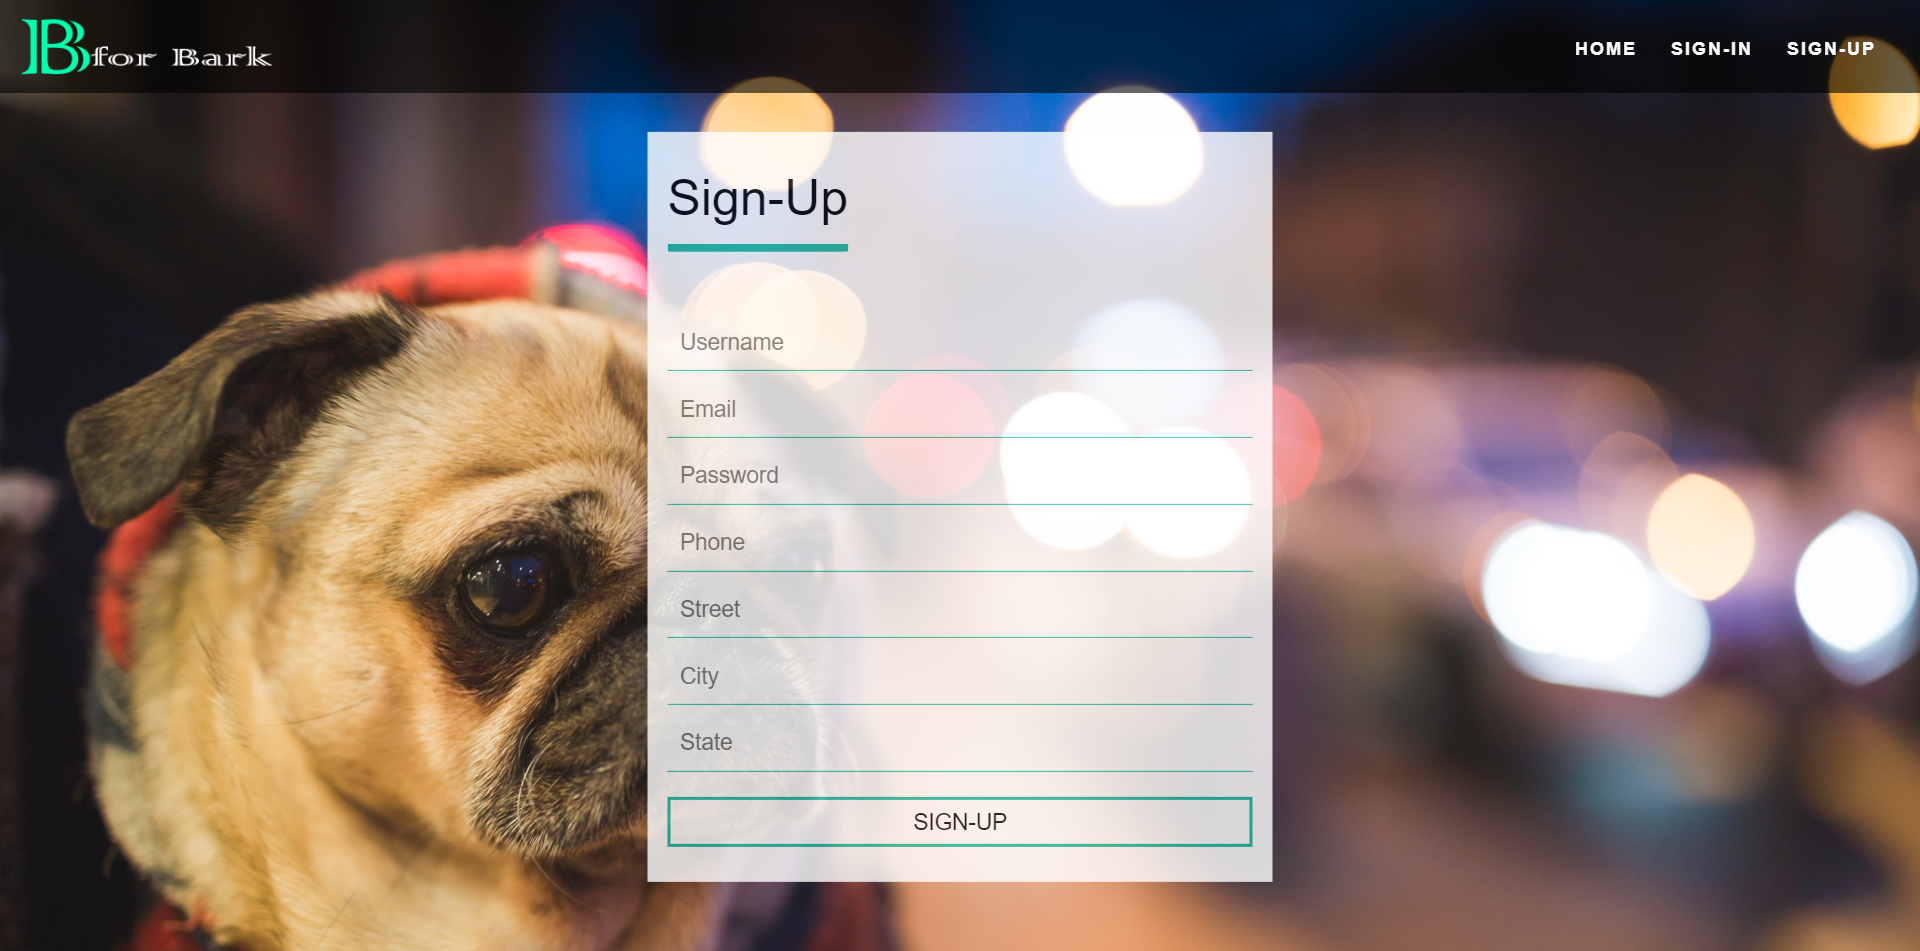 B for Bark
HOME SIGN-IN SIGN-UP
Sign-Up
Username
Email
Password
Phone
Street
City
State
SIGN-UP